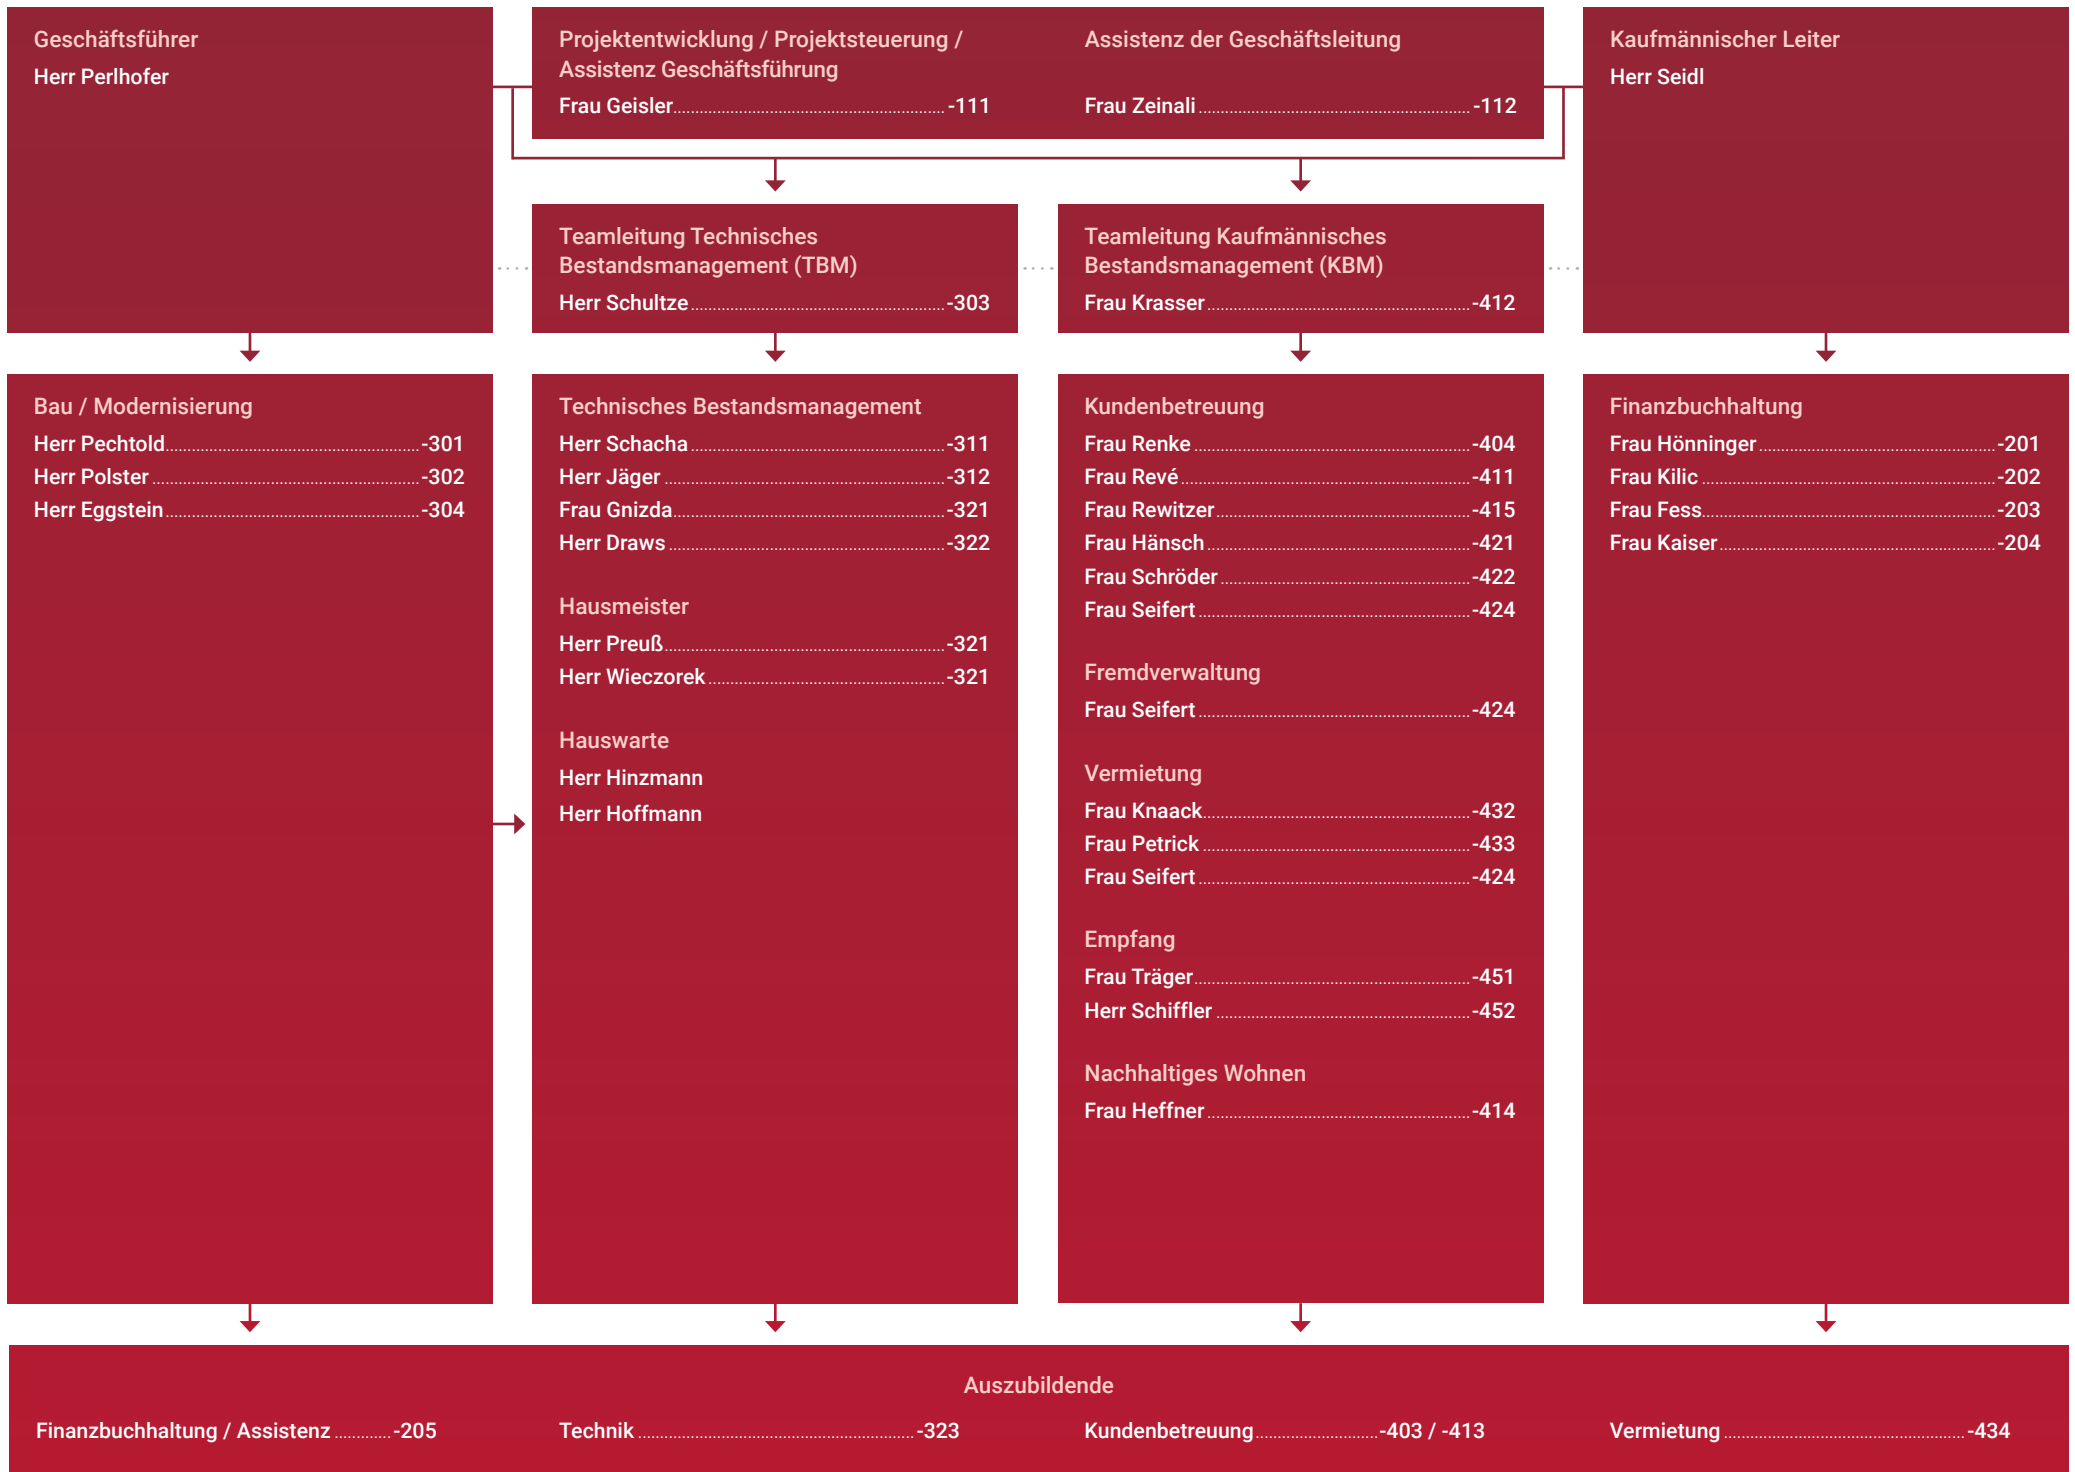 Geschäftsführer
Herr Perlhofer
Projektentwicklung / Projektsteuerung /
Assistenz Geschäftsführung
Frau Geisler -111
Assistenz der Geschäftsleitung
Frau Zeinali -112
Kaufmännischer Leiter
Herr Seidl
Teamleitung Technisches
Bestandsmanagement (TBM)
Herr Schultze -303
Teamleitung Kaufmännisches
Bestandsmanagement (KBM)
Frau Krasser -412
Bau / Modernisierung
Herr Pechtold -301
Herr Polster -302
Herr Eggstein -304
Technisches Bestandsmanagement
Herr Schacha -311
Herr Jäger -312
Frau Gnizda -321
Herr Draws -322
Hausmeister
Herr Preuß -321
Herr Wieczorek -321
Hauswarte
Herr Hinzmann
Herr Hoffmann
Kundenbetreuung
Frau Renke -404
Frau Revé -411
Frau Rewitzer -415
Frau Hänsch -421
Frau Schröder -422
Frau Seifert -424
Fremdverwaltung
Frau Seifert -424
Vermietung
Frau Knaack -432
Frau Petrick -433
Frau Seifert -424
Empfang
Frau Träger -451
Herr Schiffler -452
Nachhaltiges Wohnen
Frau Heffner -414
Finanzbuchhaltung
Frau Hönninger -201
Frau Kilic -202
Frau Fess -203
Frau Kaiser -204
Auszubildende
Finanzbuchhaltung / Assistenz -205
Technik -323
Kundenbetreuung -403 / -413
Vermietung -434